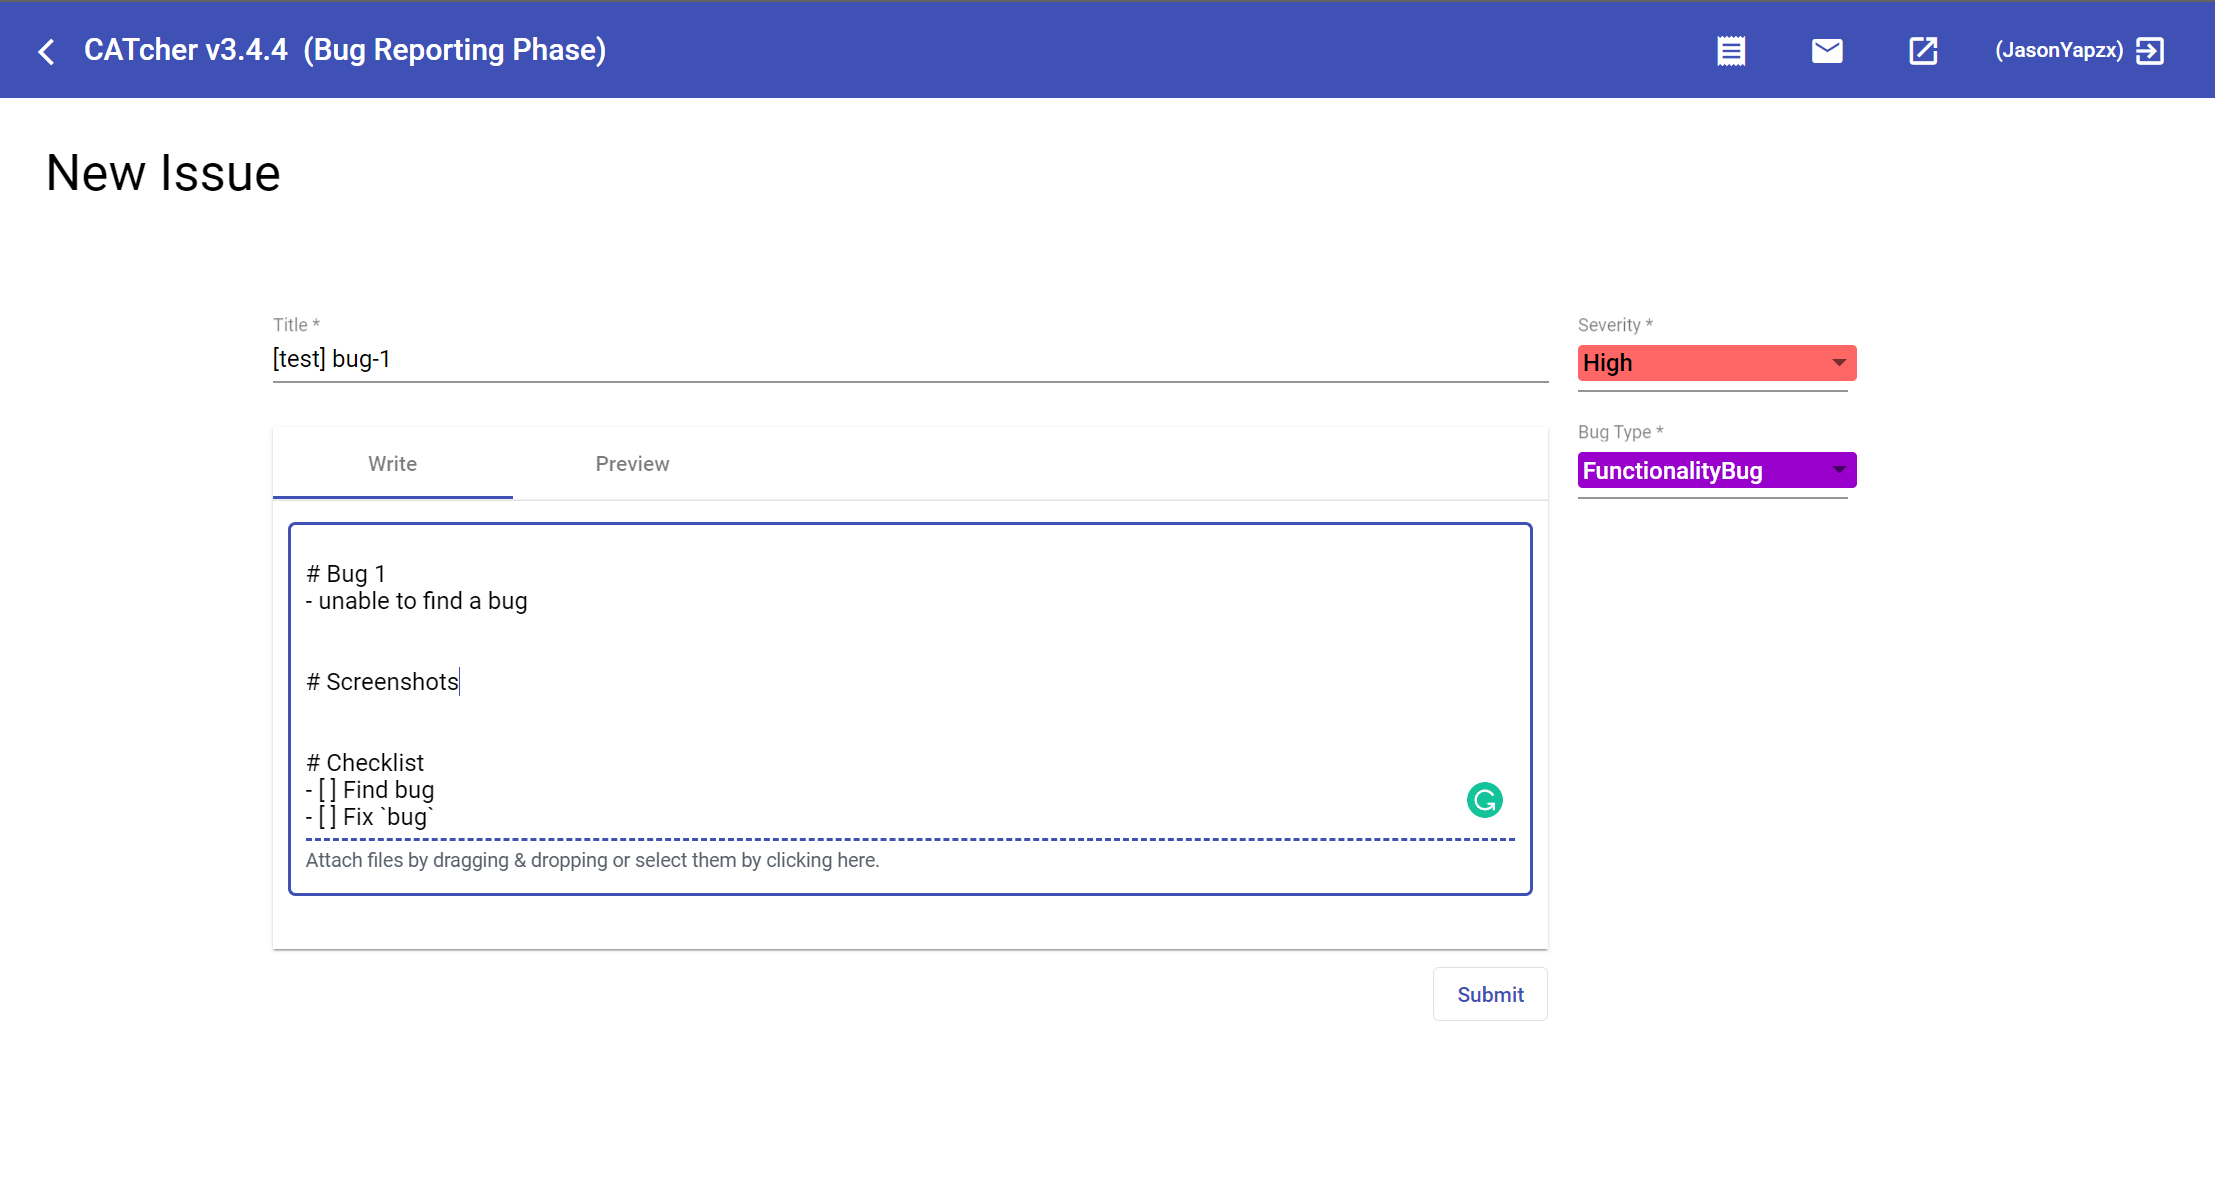 CATcher v3.4.4 (Bug Reporting Phase)
(JasonYapzx)
New Issue
Title *
[test] bug-1
Severity *
High
Bug Type *
FunctionalityBug
Write
Preview
# Bug 1
- unable to find a bug
# Screenshots
# Checklist
- [ ] Find bug
- [ ] Fix `bug`
Attach files by dragging & dropping or select them by clicking here.
Submit